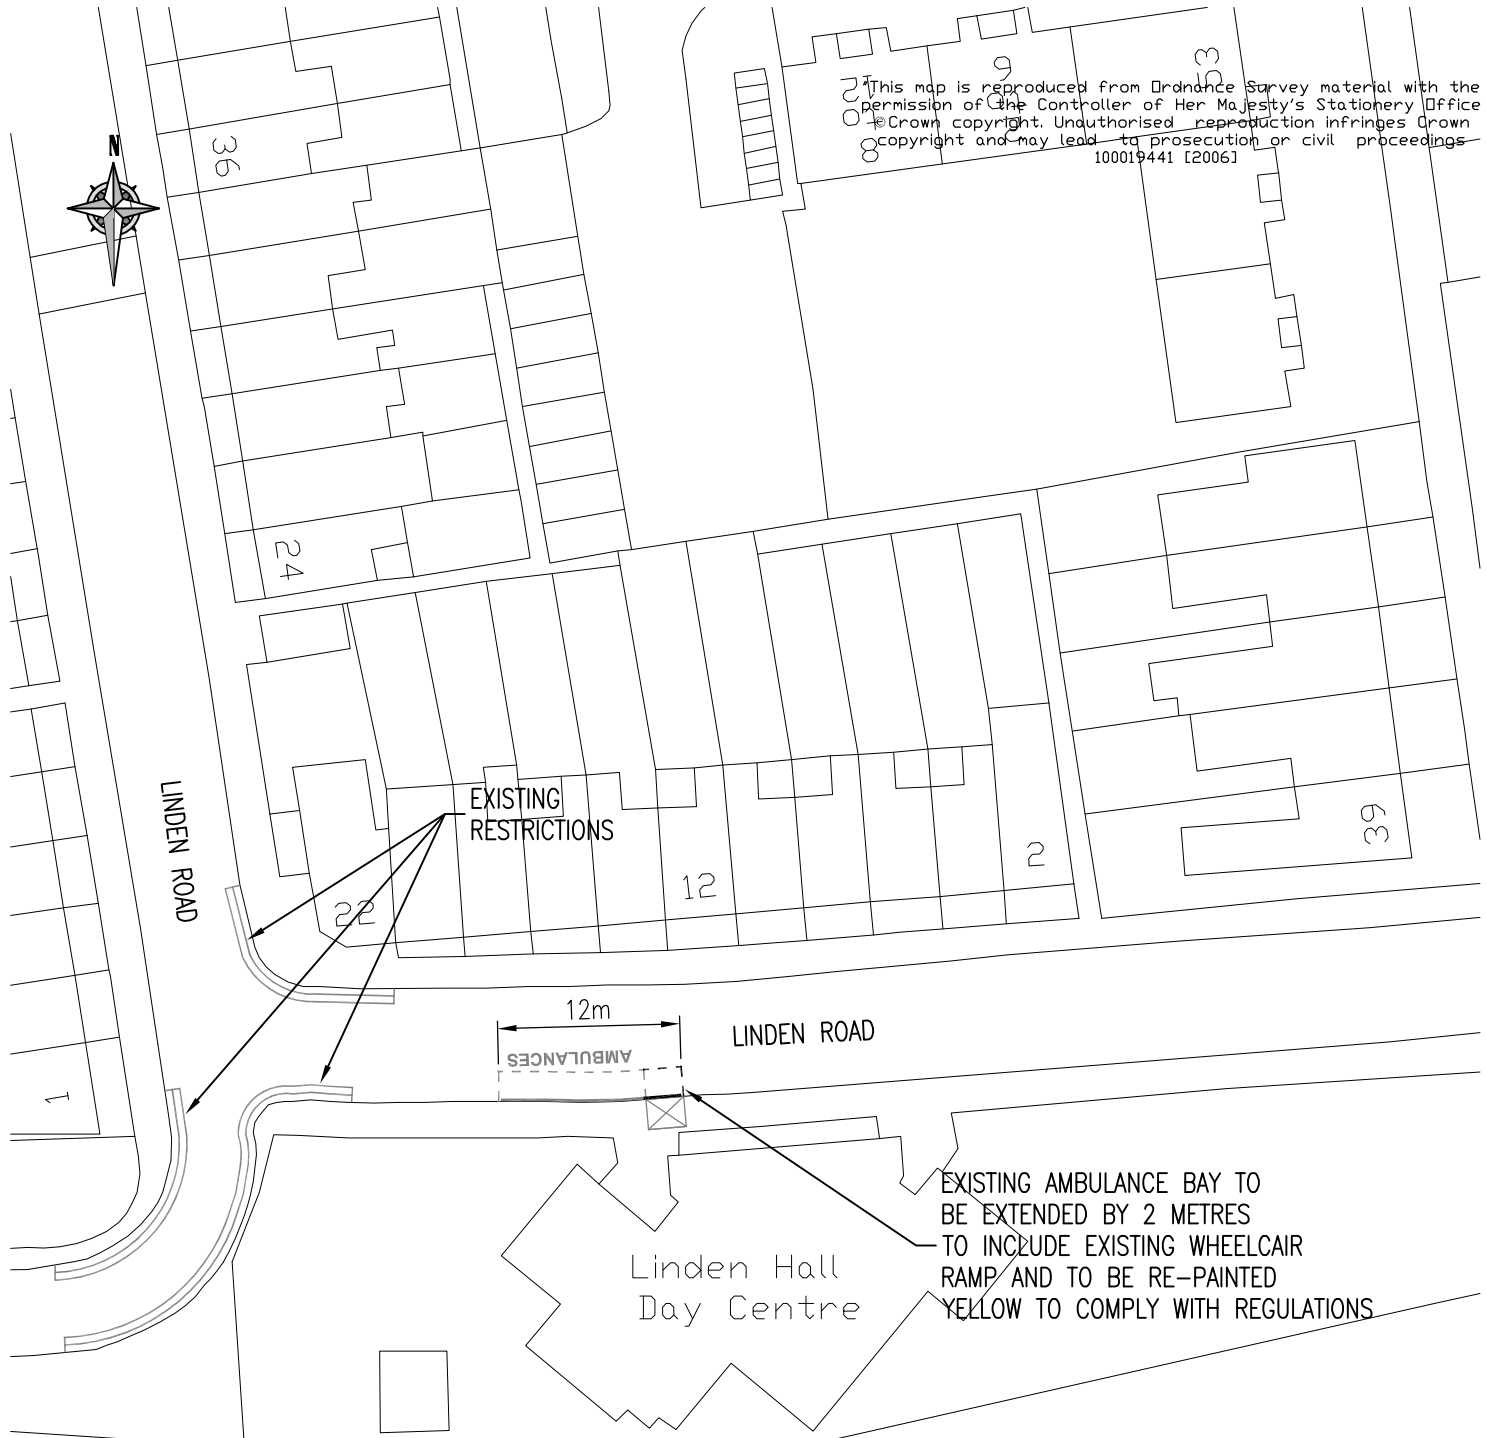 "This map is reproduced from Ordnance Survey material with the
permission of the Controller of Her Majesty's Stationery Office
©Crown copyright. Unauthorised reproduction infringes Crown
copyright and may lead to prosecution or civil proceedings
100019441 [2006]
N
36
35
24
EXISTING
RESTRICTIONS
LINDEN ROAD
22
12
2
39
12m
AMBULANCES
LINDEN ROAD
1
EXISTING AMBULANCE BAY TO
BE EXTENDED BY 2 METRES
TO INCLUDE EXISTING WHEELCAIR
RAMP AND TO BE RE-PAINTED
YELLOW TO COMPLY WITH REGULATIONS
Linden Hall
Day Centre